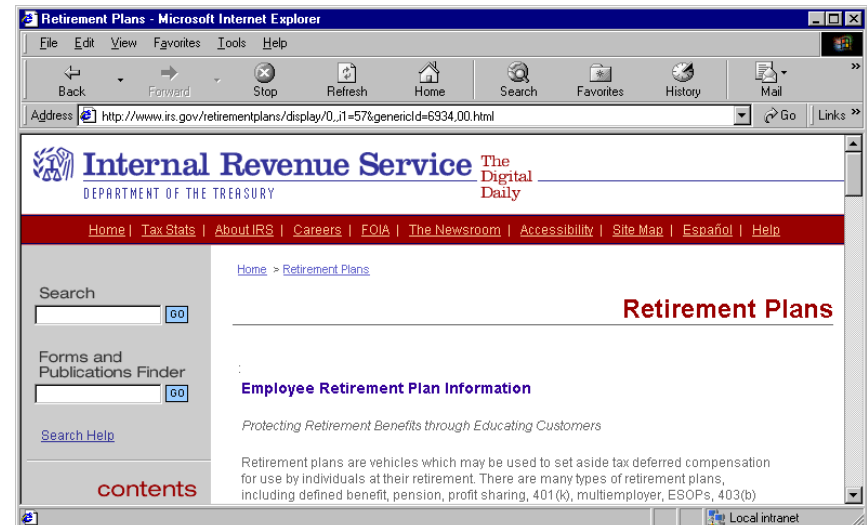 Retirement Plans - Microsoft Internet Explorer
File Edit View Favorites Tools Help
Back Forward Stop Refresh Home Search Favorites History Mail »
Address http://www.irs.gov/retirementplans/display/0,,i1=57&genericId=6934,00.html Go Links »
Internal Revenue Service
DEPARTMENT OF THE TREASURY
The
Digital
Daily
Home | Tax Stats | About IRS | Careers | FOIA | The Newsroom | Accessibility | Site Map | Español | Help
Home > Retirement Plans
Search
GO
Retirement Plans
Forms and
Publications Finder
GO
Search Help
contents
:
Employee Retirement Plan Information
Protecting Retirement Benefits through Educating Customers
Retirement plans are vehicles which may be used to set aside tax deferred compensation
for use by individuals at their retirement. There are many types of retirement plans,
including defined benefit, pension, profit sharing, 401(k), multiemployer, ESOPs, 403(b)
Local intranet